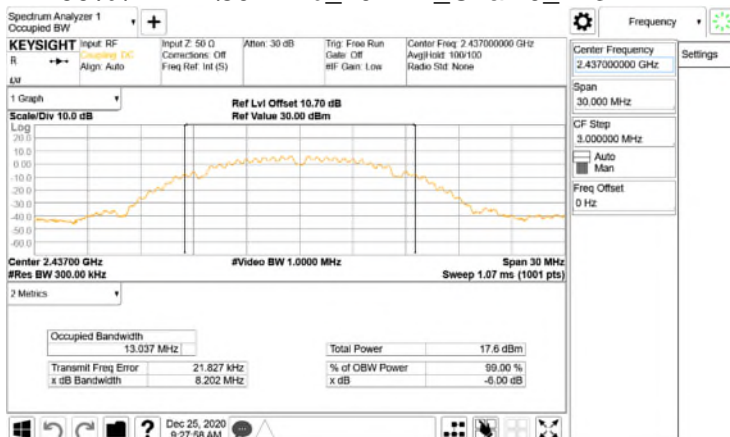 Spectrum Analyzer 1
Occupied BW
+
Frequency
KEYSIGHT
R
Input: RF
Coupling: DC
Align: Auto
Input Z: 50 Ω
Corrections: Off
Freq Ref: Int (S)
Atten: 30 dB
Trig: Free Run
Gate: Off
#IF Gain: Low
Center Freq: 2.437000000 GHz
Avg|Hold: 100/100
Radio Std: None
Center Frequency
2.437000000 GHz
Settings
Span
30.000 MHz
CF Step
3.000000 MHz
Auto
Man
Freq Offset
0 Hz
1 Graph
Scale/Div 10.0 dB
Ref Lvl Offset 10.70 dB
Ref Value 30.00 dBm
Log
20.0
10.0
0.00
-10.0
-20.0
-30.0
-40.0
-50.0
-60.0
Center 2.43700 GHz
#Res BW 300.00 kHz
#Video BW 1.0000 MHz
Span 30 MHz
Sweep 1.07 ms (1001 pts)
2 Metrics
Occupied Bandwidth
13.037 MHz
Total Power 17.6 dBm
Transmit Freq Error 21.827 kHz
% of OBW Power 99.00 %
x dB Bandwidth 8.202 MHz
x dB -6.00 dB
?
Dec 25, 2020
9:27:58 AM